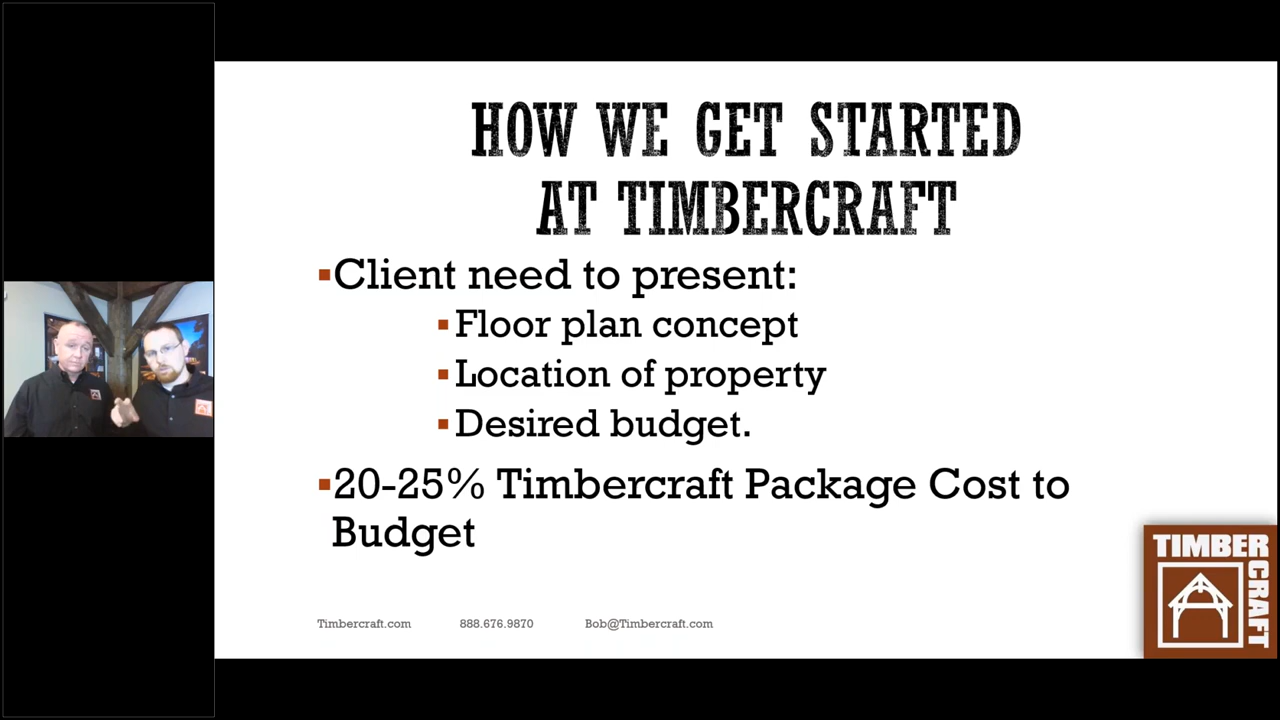 HOW WE GET STARTED
AT TIMBERCRAFT
▪Client need to present:
▪Floor plan concept
▪Location of property
▪Desired budget.
▪20-25% Timbercraft Package Cost to
Budget
Timbercraft.com 888.676.9870 Bob@Timbercraft.com
TIMBER
CRAFT